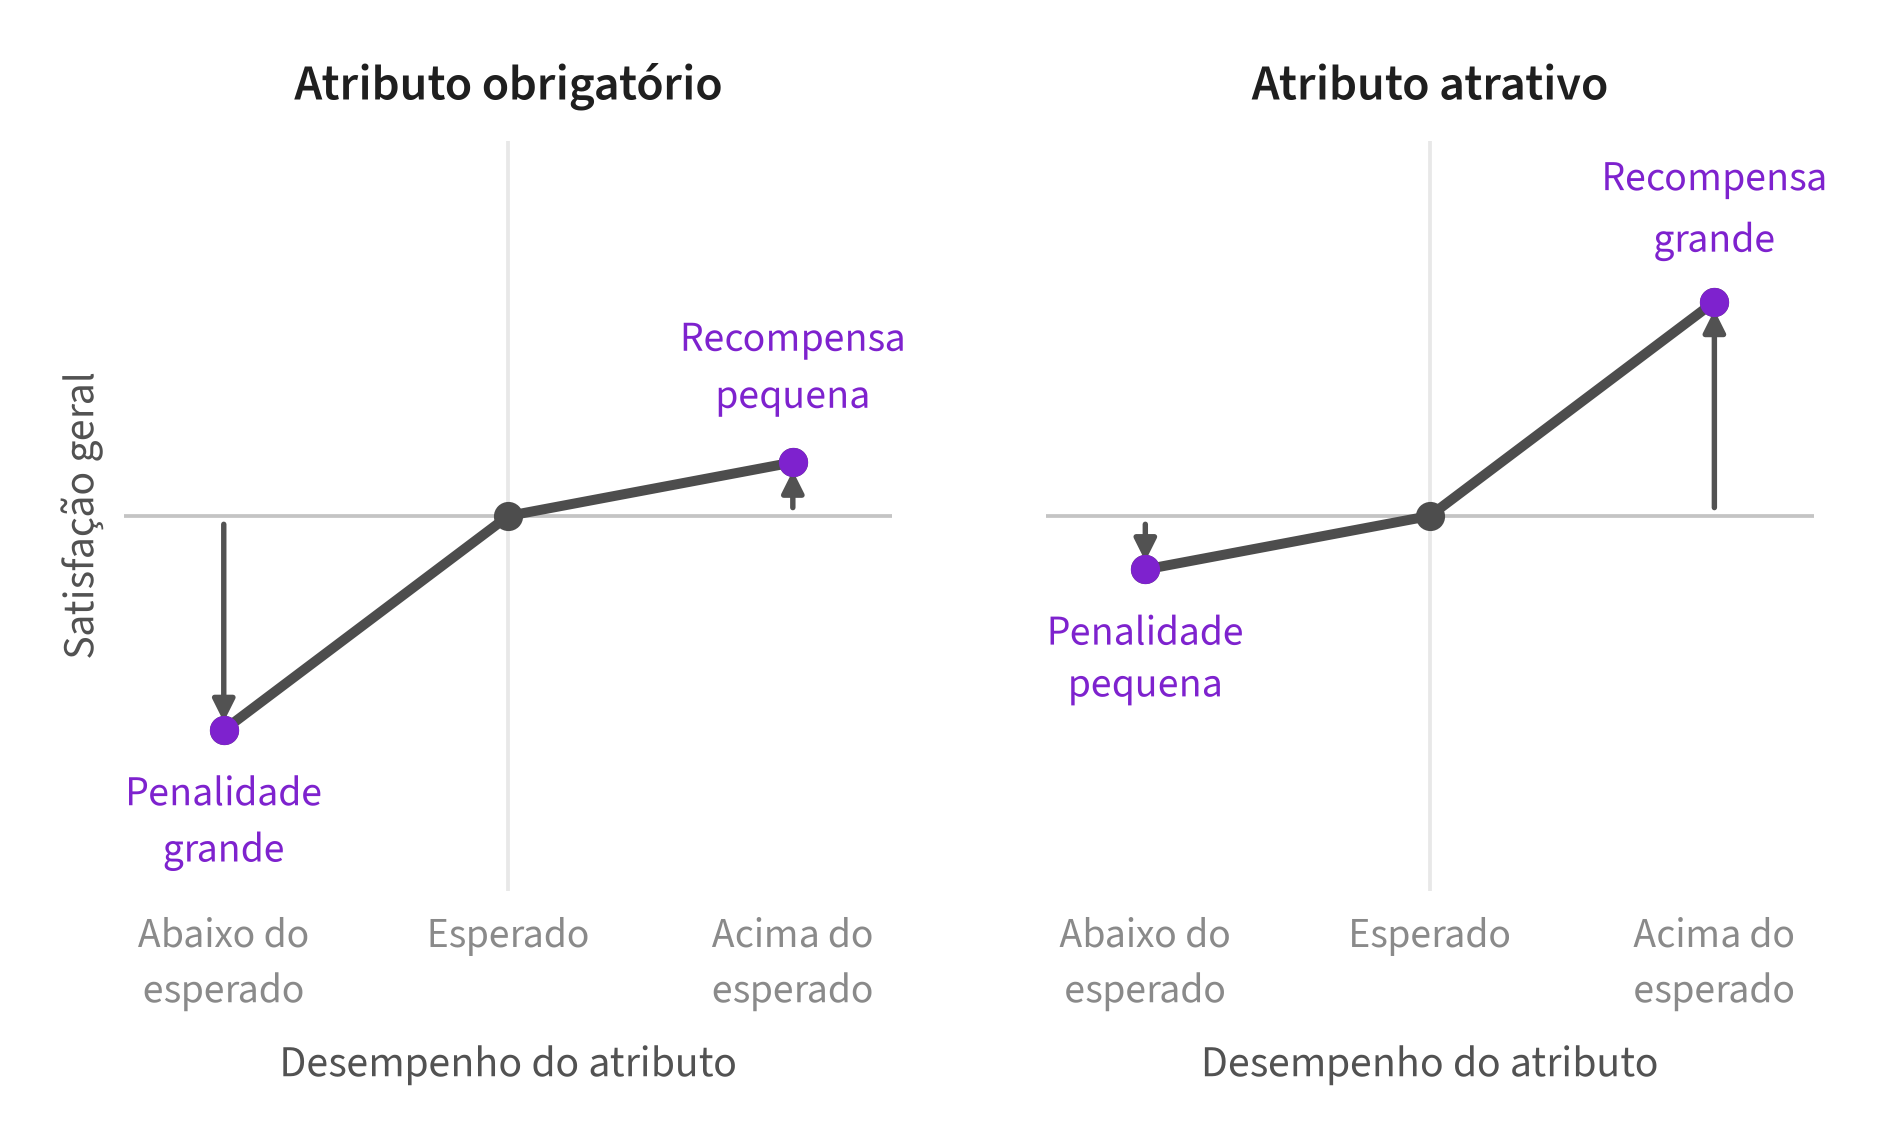 Atributo obrigatório
Recompensa
pequena
Satisfação geral
Penalidade
grande
Abaixo do
esperado
Esperado
Acima do
esperado
Desempenho do atributo
Atributo atrativo
Recompensa
grande
Penalidade
pequena
Abaixo do
esperado
Esperado
Acima do
esperado
Desempenho do atributo